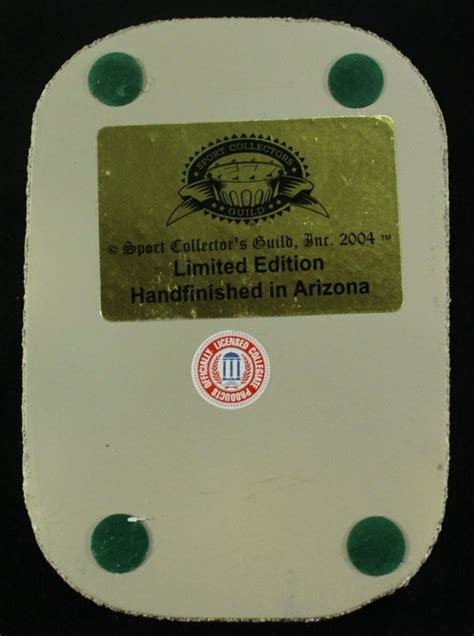 SPORT COLLECTORS
GUILD
© Sport Collector's Guild, Inc. 2004 ™
Limited Edition
Handfinished in Arizona
OFFICIALLY LICENSED COLLEGIATE PRODUCTS